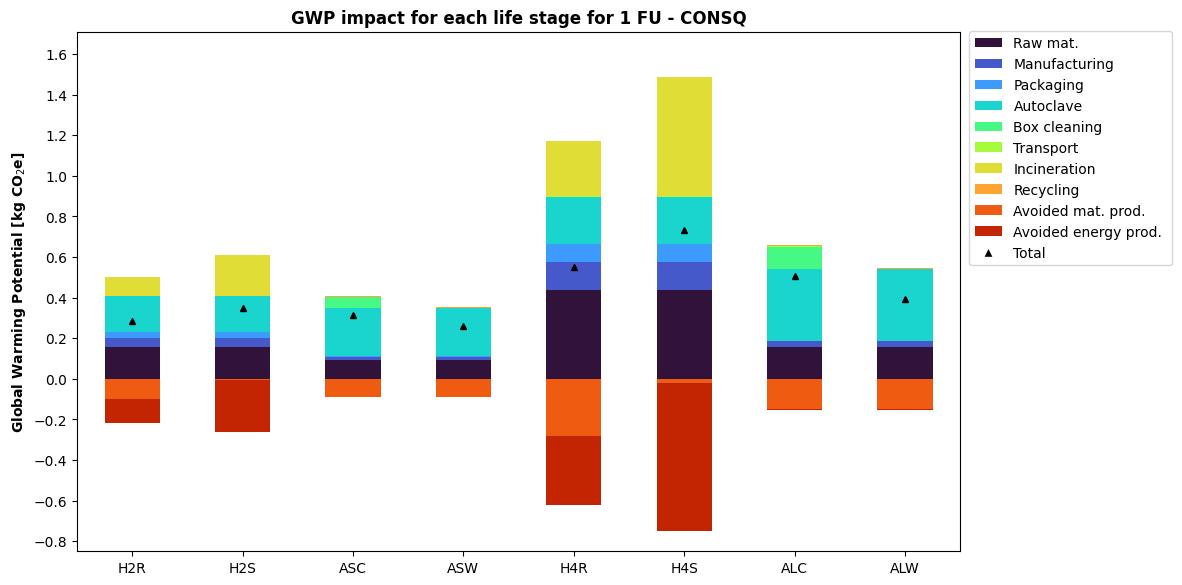 GWP impact for each life stage for 1 FU - CONSQ
Global Warming Potential [kg CO₂e]
1.6
1.4
1.2
1.0
0.8
0.6
0.4
0.2
0.0
−0.2
−0.4
−0.6
−0.8
H2R H2S ASC ASW H4R H4S ALC ALW
Raw mat.
Manufacturing
Packaging
Autoclave
Box cleaning
Transport
Incineration
Recycling
Avoided mat. prod.
Avoided energy prod.
Total